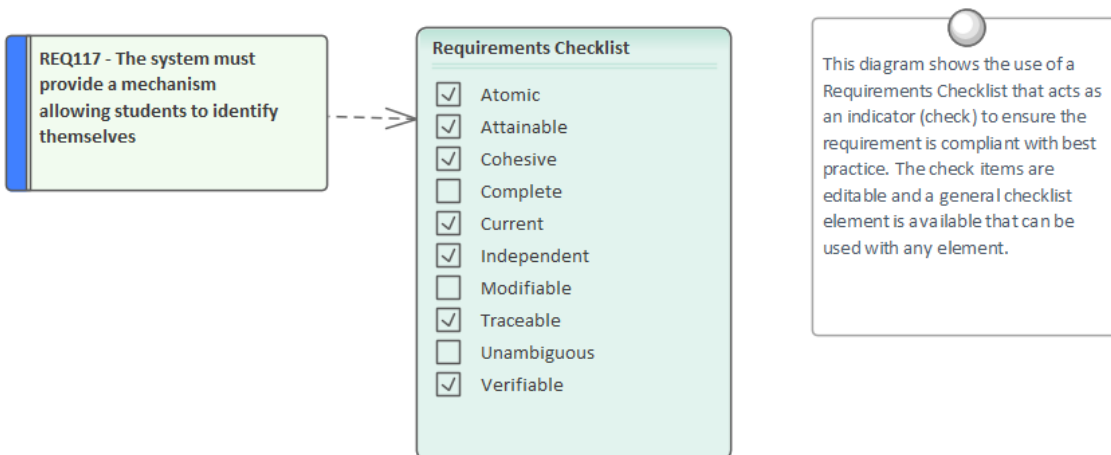 REQ117 - The system must
provide a mechanism
allowing students to identify
themselves
Requirements Checklist
Atomic
Attainable
Cohesive
Complete
Current
Independent
Modifiable
Traceable
Unambiguous
Verifiable
This diagram shows the use of a
Requirements Checklist that acts as
an indicator (check) to ensure the
requirement is compliant with best
practice. The check items are
editable and a general checklist
element is available that can be
used with any element.